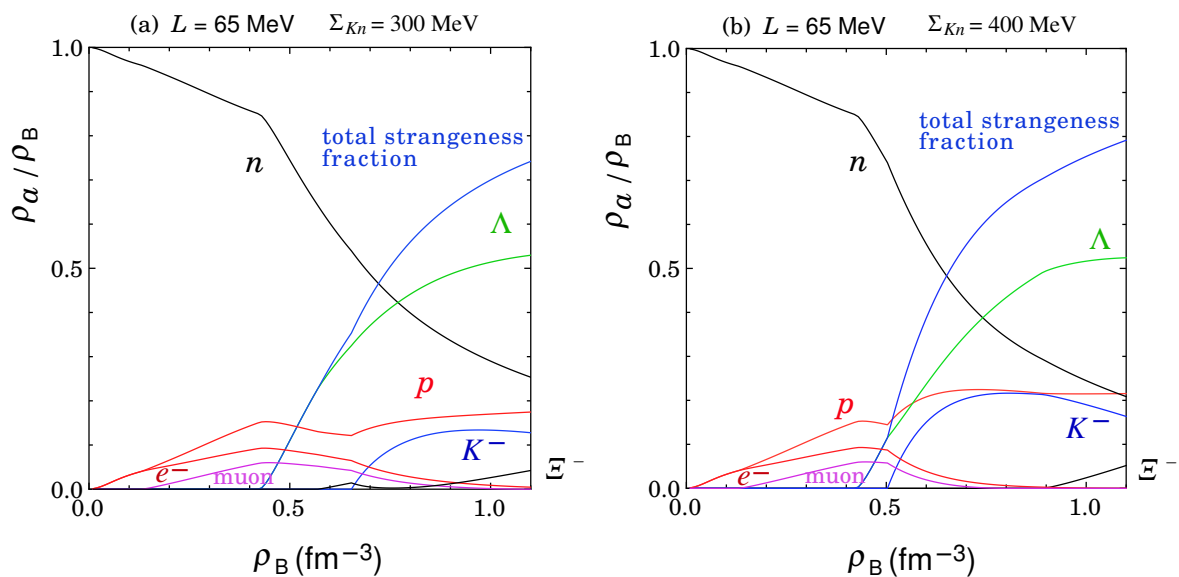 (a) L = 65 MeV Σ_Kn = 300 MeV
1.0
total strangeness
fraction
n
ρ_a / ρ_B
Λ
0.5
p
K−
e−
muon
Ξ −
0.0
0.0 0.5 1.0
ρ_B (fm−3)
(b) L = 65 MeV Σ_Kn = 400 MeV
1.0
total strangeness
fraction
n
ρ_a / ρ_B
Λ
0.5
p
K−
e−
muon
Ξ −
0.0
0.0 0.5 1.0
ρ_B (fm−3)